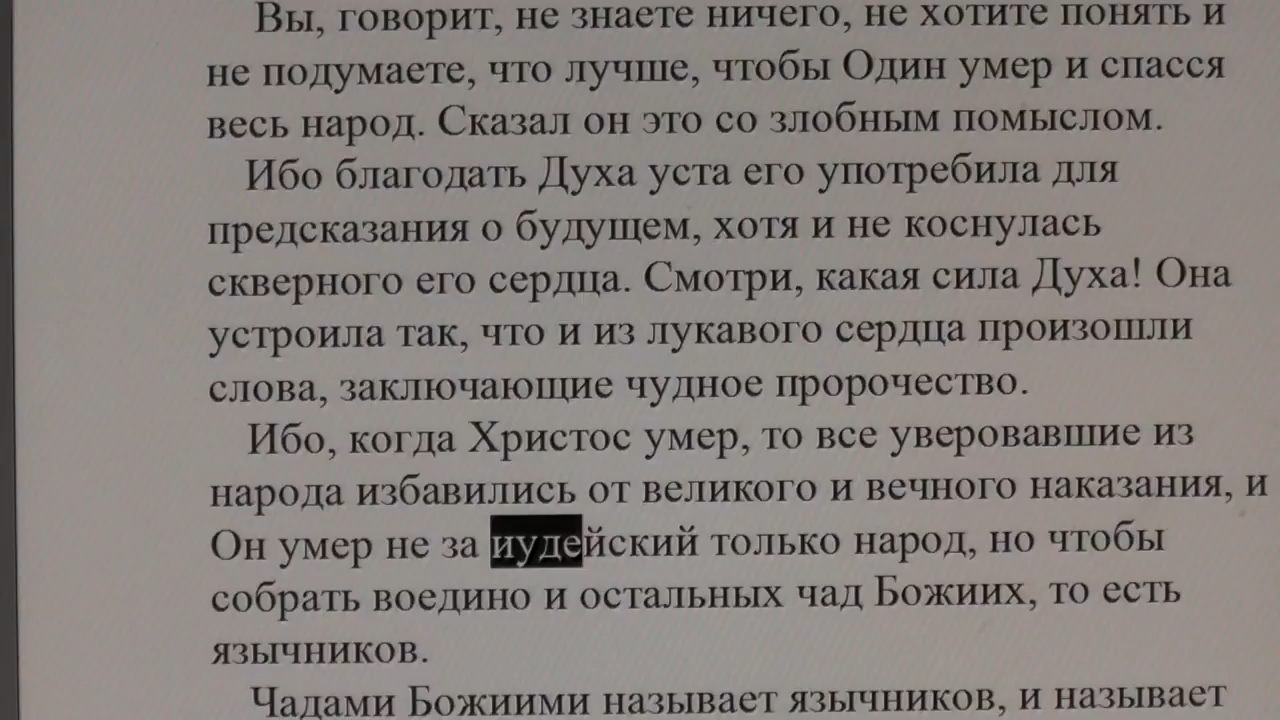 Вы, говорит, не знаете ничего, не хотите понять и
не подумаете, что лучше, чтобы Один умер и спасся
весь народ. Сказал он это со злобным помыслом.
Ибо благодать Духа уста его употребила для
предсказания о будущем, хотя и не коснулась
скверного его сердца. Смотри, какая сила Духа! Она
устроила так, что и из лукавого сердца произошли
слова, заключающие чудное пророчество.
Ибо, когда Христос умер, то все уверовавшие из
народа избавились от великого и вечного наказания, и
Он умер не за иудейский только народ, но чтобы
собрать воедино и остальных чад Божиих, то есть
язычников.
Чадами Божиими называет язычников, и называет